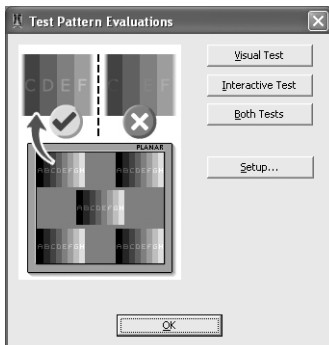 Test Pattern Evaluations
CDEF
PLANAR
ABCDEFGH
ABCDEFGH
ABCDEFGH
ABCDEFGH
ABCDEFGH
Visual Test
Interactive Test
Both Tests
Setup...
OK